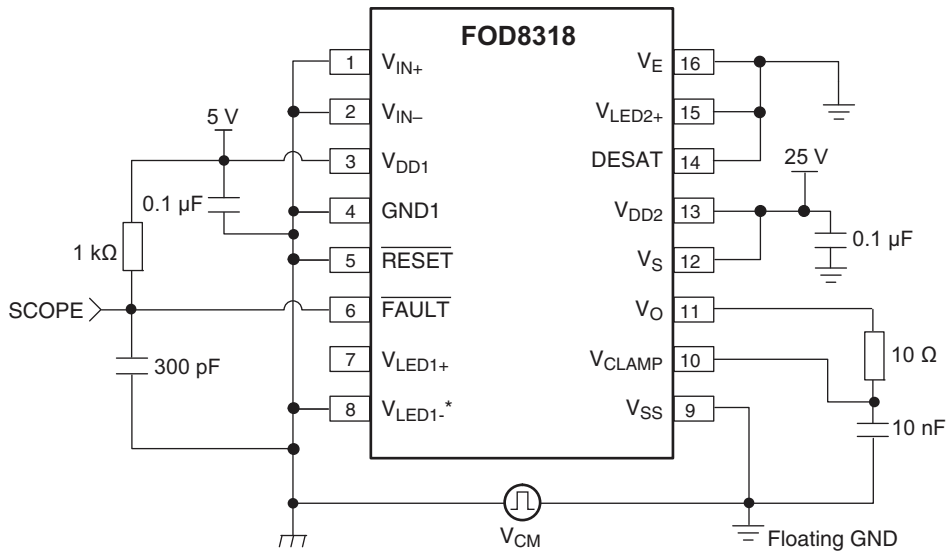 FOD8318
1 V_IN+
2 V_IN–
3 V_DD1
4 GND1
5 RESET
6 FAULT
7 V_LED1+
8 V_LED1-*
V_E 16
V_LED2+ 15
DESAT 14
V_DD2 13
V_S 12
V_O 11
V_CLAMP 10
V_SS 9
5 V
0.1 µF
1 kΩ
SCOPE
300 pF
25 V
0.1 µF
10 Ω
10 nF
V_CM
Floating GND